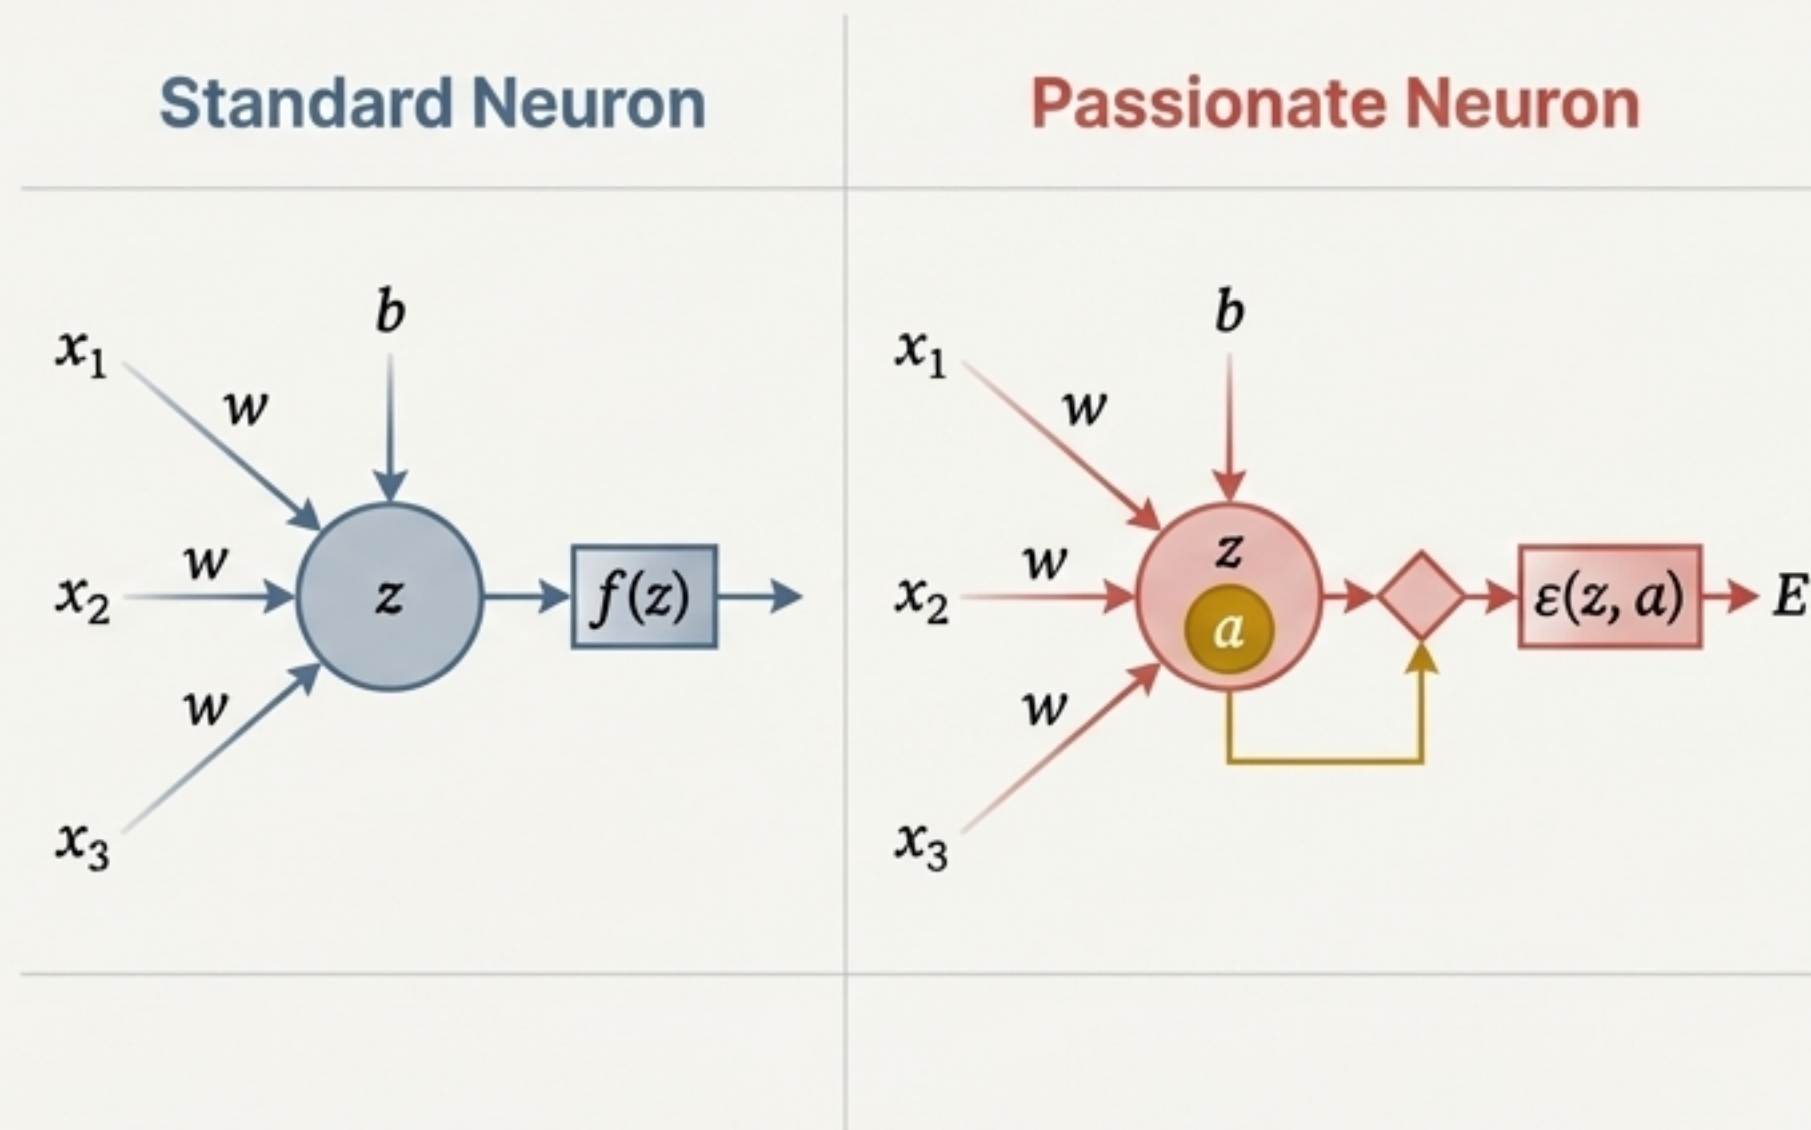 Standard Neuron
Passionate Neuron
b
x1
w
w
x2
z
f(z)
w
x3
b
x1
w
w
x2
z
a
ε(z, a)
E
w
x3